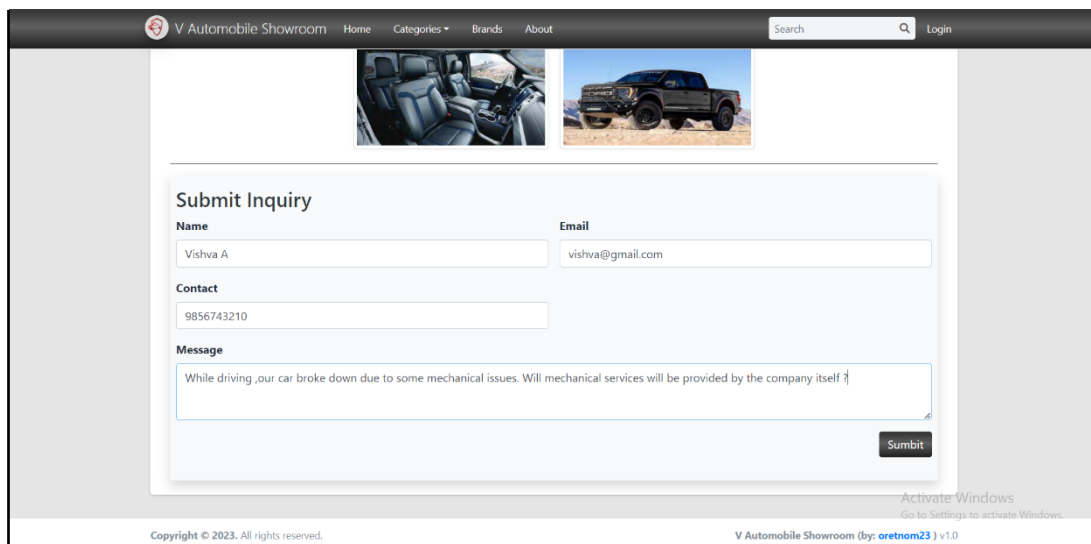 V Automobile Showroom Home Categories Brands About Search Login
Submit Inquiry
Name Email
Vishva A vishva@gmail.com
Contact
9856743210
Message
While driving ,our car broke down due to some mechanical issues. Will mechanical services will be provided by the company itself ?
Sumbit
Activate Windows
Go to Settings to activate Windows.
Copyright © 2023. All rights reserved. V Automobile Showroom (by: oretnom23 ) v1.0